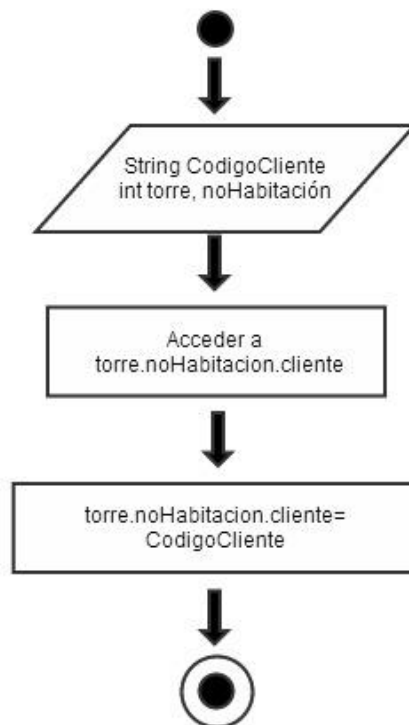 String CodigoCliente
int torre, noHabitación
Acceder a
torre.noHabitacion.cliente
torre.noHabitacion.cliente=
CodigoCliente